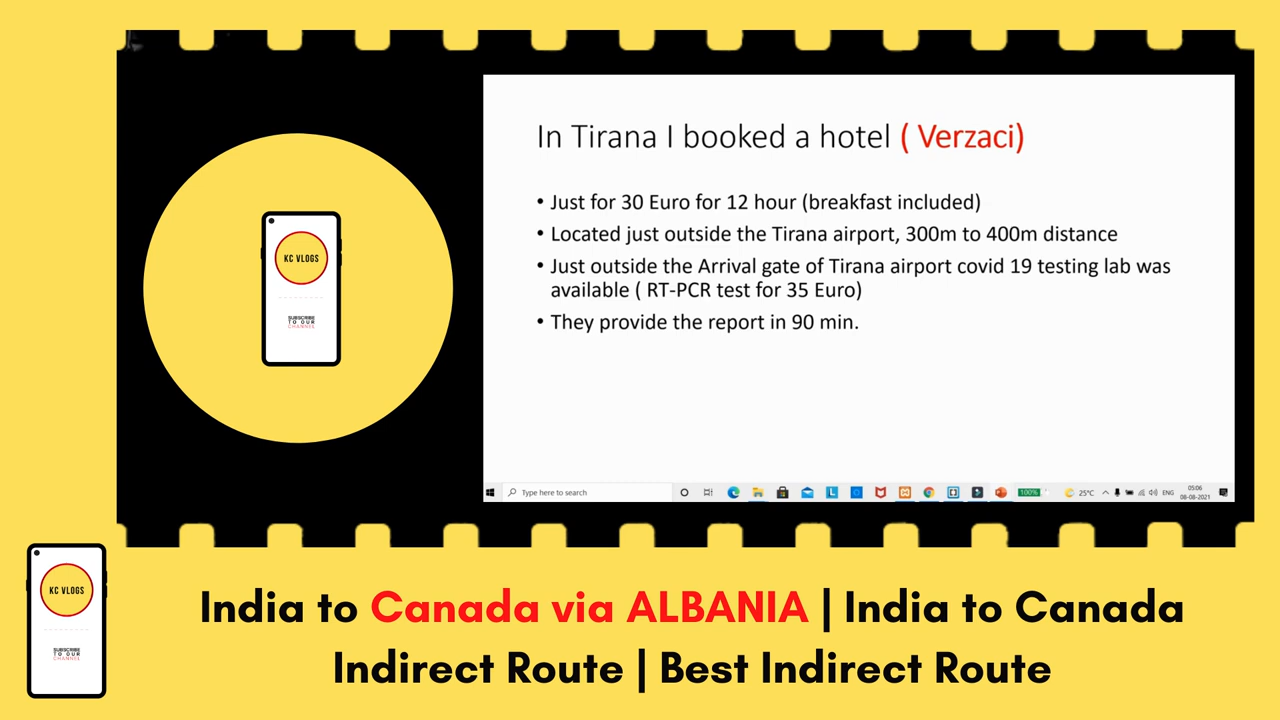 In Tirana I booked a hotel ( Verzaci)
• Just for 30 Euro for 12 hour (breakfast included)
• Located just outside the Tirana airport, 300m to 400m distance
• Just outside the Arrival gate of Tirana airport covid 19 testing lab was
available ( RT-PCR test for 35 Euro)
• They provide the report in 90 min.
KC VLOGS
SUBSCRIBE
TO OUR
CHANNEL
Type here to search
100%
25°C
ENG
05:06
08-08-2021
KC VLOGS
SUBSCRIBE
TO OUR
CHANNEL
India to Canada via ALBANIA | India to Canada
Indirect Route | Best Indirect Route